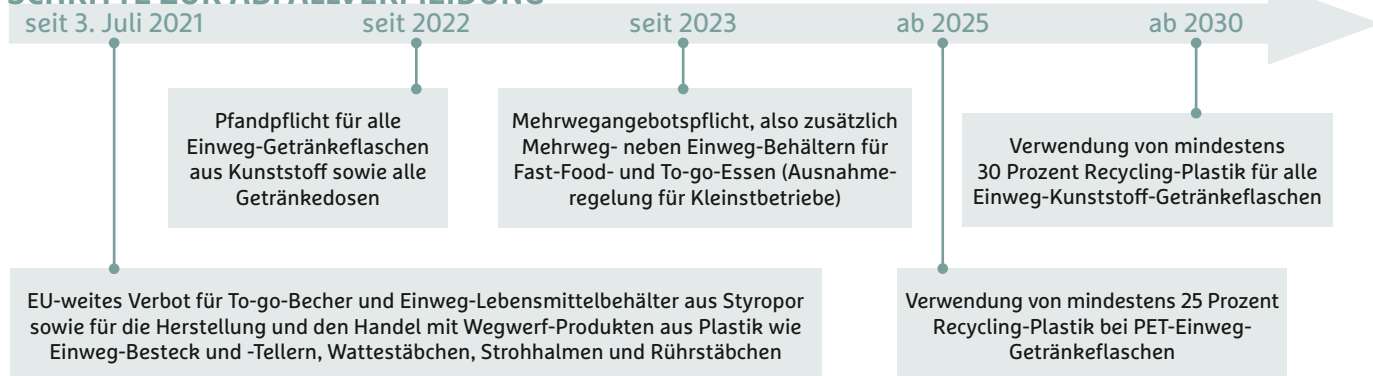 SCHRITTE ZUR ABFALLVERMEIDUNG
seit 3. Juli 2021
seit 2022
seit 2023
ab 2025
ab 2030
Pfandpflicht für alle
Einweg-Getränkeflaschen
aus Kunststoff sowie alle
Getränkedosen
Mehrwegangebotspflicht, also zusätzlich
Mehrweg- neben Einweg-Behältern für
Fast-Food- und To-go-Essen (Ausnahme-
regelung für Kleinstbetriebe)
Verwendung von mindestens
30 Prozent Recycling-Plastik für alle
Einweg-Kunststoff-Getränkeflaschen
EU-weites Verbot für To-go-Becher und Einweg-Lebensmittelbehälter aus Styropor
sowie für die Herstellung und den Handel mit Wegwerf-Produkten aus Plastik wie
Einweg-Besteck und -Tellern, Wattestäbchen, Strohhalmen und Rührstäbchen
Verwendung von mindestens 25 Prozent
Recycling-Plastik bei PET-Einweg-
Getränkeflaschen